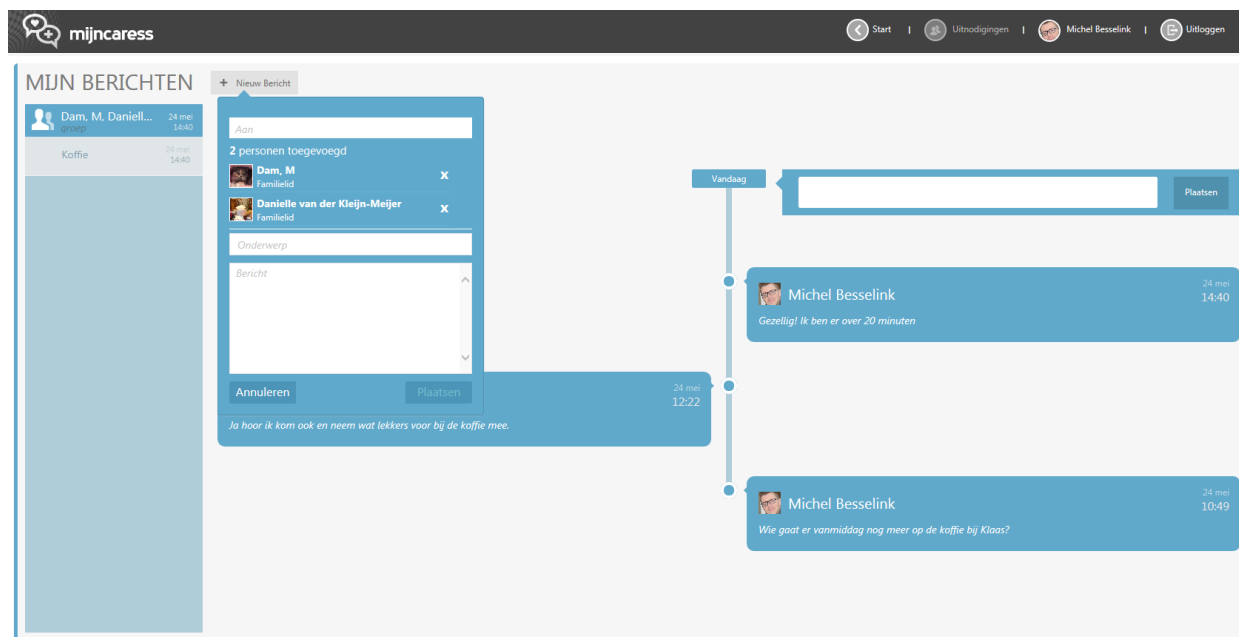 mijncaress
Start
Uitnodigingen
Michel Besselink
Uitloggen
MIJN BERICHTEN
+ Nieuw Bericht
Dam, M, Daniell...
24 mei
groep
14:40
Koffie
24 mei
14:40
Aan
2 personen toegevoegd
Dam, M
Familielid
x
Danielle van der Kleijn-Meijer
Familielid
x
Onderwerp
Bericht
Annuleren
Plaatsen
24 mei
12:22
Ja hoor ik kom ook en neem wat lekkers voor bij de koffie mee.
Vandaag
Plaatsen
Michel Besselink
24 mei
14:40
Gezellig! Ik ben er over 20 minuten
Michel Besselink
24 mei
10:49
Wie gaat er vanmiddag nog meer op de koffie bij Klaas?